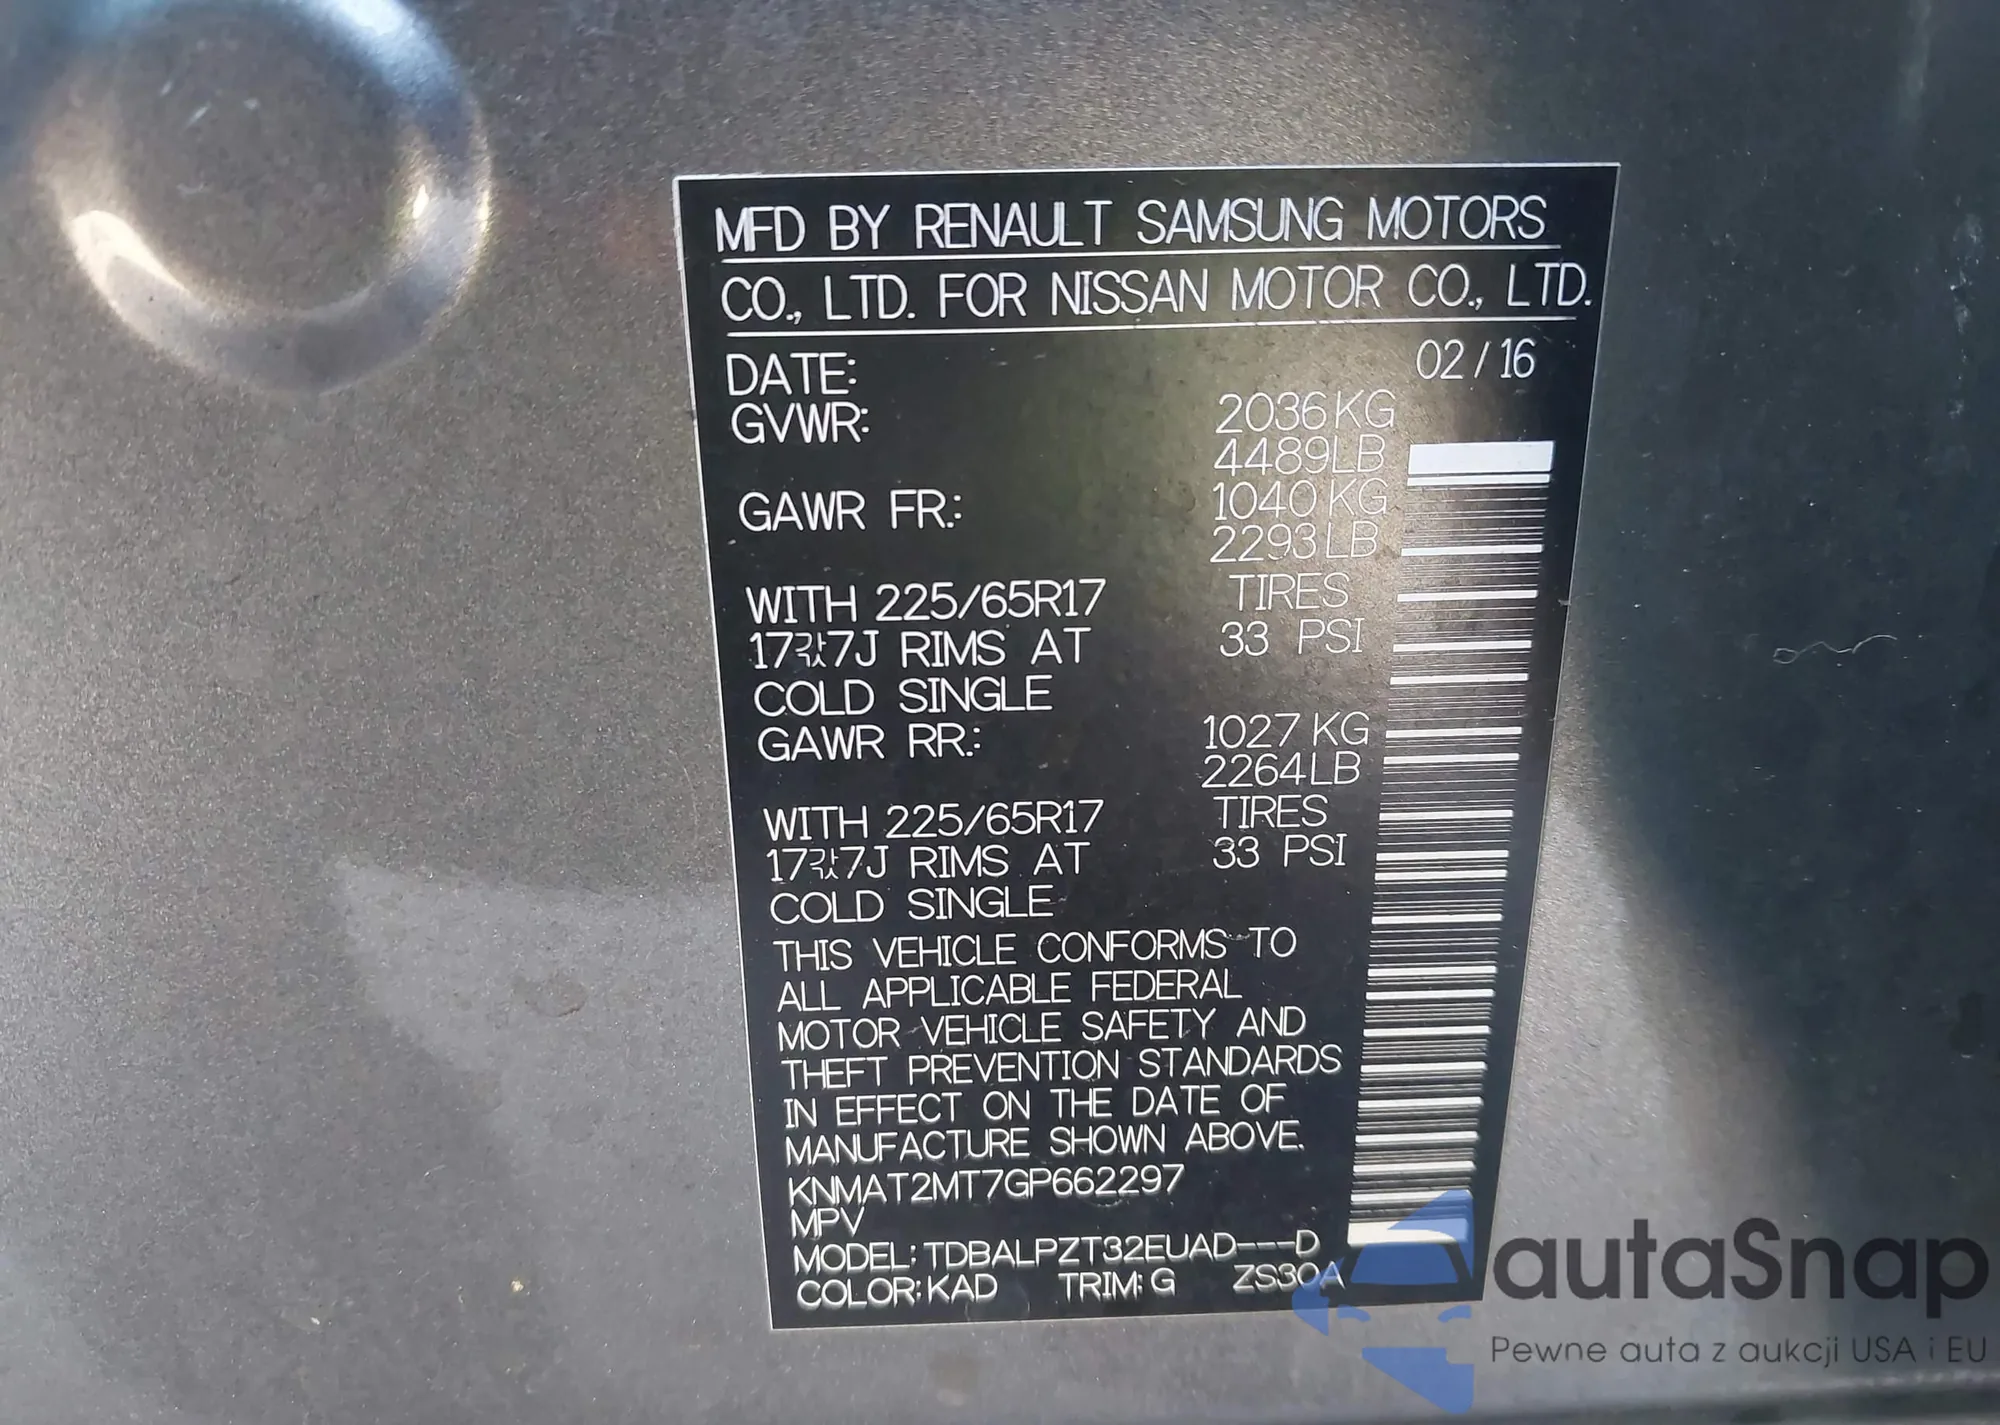 MFD BY RENAULT SAMSUNG MOTORS
CO., LTD. FOR NISSAN MOTOR CO., LTD.
DATE: 02 / 16
GVWR: 2036 KG
4489 LB
GAWR FR.: 1040 KG
2293 LB
WITH 225/65R17 TIRES
17각7J RIMS AT 33 PSI
COLD SINGLE
GAWR RR.: 1027 KG
2264 LB
WITH 225/65R17 TIRES
17각7J RIMS AT 33 PSI
COLD SINGLE
THIS VEHICLE CONFORMS TO
ALL APPLICABLE FEDERAL
MOTOR VEHICLE SAFETY AND
THEFT PREVENTION STANDARDS
IN EFFECT ON THE DATE OF
MANUFACTURE SHOWN ABOVE.
KNMAT2MT7GP662297
MPV
MODEL: TDBALPZT32EUAD---D
COLOR: KAD TRIM: G ZS30A
autaSnap
Pewne auta z aukcji USA i EU